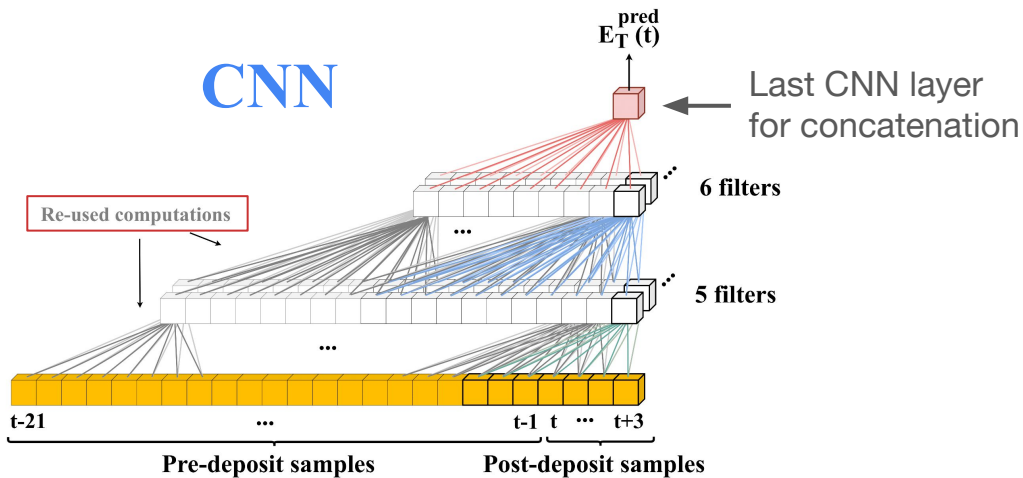 CNN
pred
E_T (t)
Last CNN layer
for concatenation
6 filters
Re-used computations
...
5 filters
...
t-21
...
t-1
t
...
t+3
Pre-deposit samples
Post-deposit samples